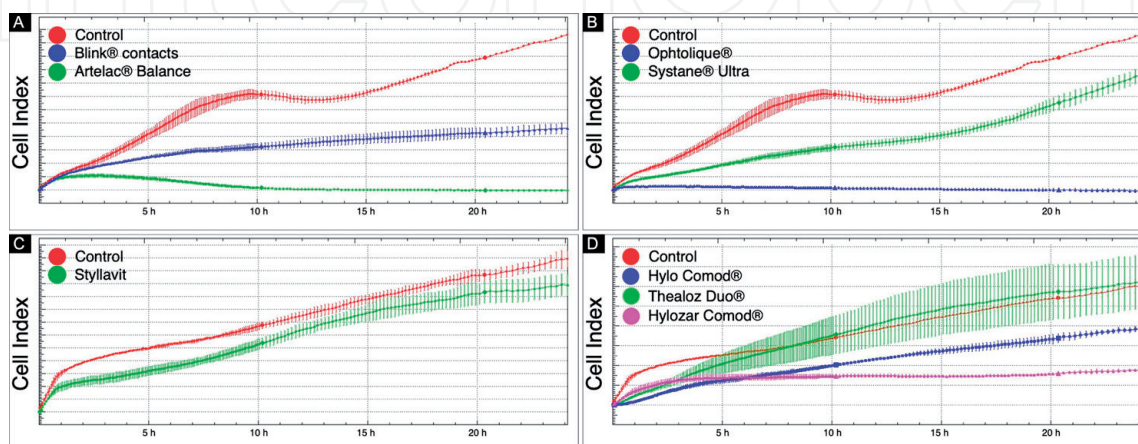 A
Control
Blink® contacts
Artelac® Balance
Cell Index
5 h 10 h 15 h 20 h
B
Control
Ophtolique®
Systane® Ultra
Cell Index
5 h 10 h 15 h 20 h
C
Control
Styllavit
Cell Index
5 h 10 h 15 h 20 h
D
Control
Hylo Comod®
Thealoz Duo®
Hylozar Comod®
Cell Index
5 h 10 h 15 h 20 h